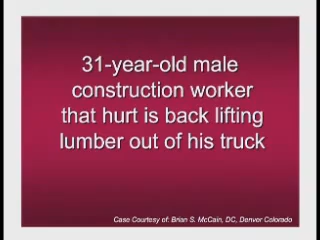 31-year-old male
construction worker
that hurt is back lifting
lumber out of his truck
Case Courtesy of: Brian S. McCain, DC, Denver Colorado